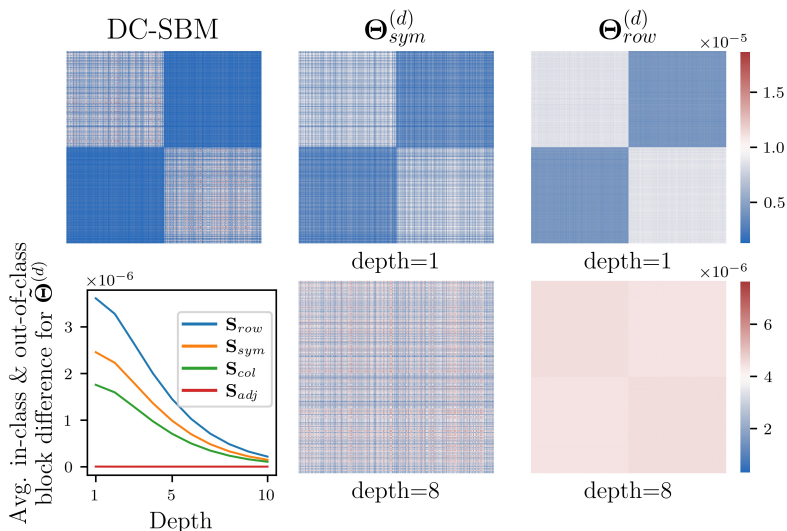 DC-SBM
Θ_sym^(d)
Θ_row^(d)
×10⁻⁵
1.5
1.0
0.5
depth=1
depth=1
×10⁻⁶
Avg. in-class & out-of-class
block difference for Θ̃^(d)
3
2
1
0
S_row
S_sym
S_col
S_adj
1
5
10
Depth
depth=8
depth=8
×10⁻⁶
6
4
2